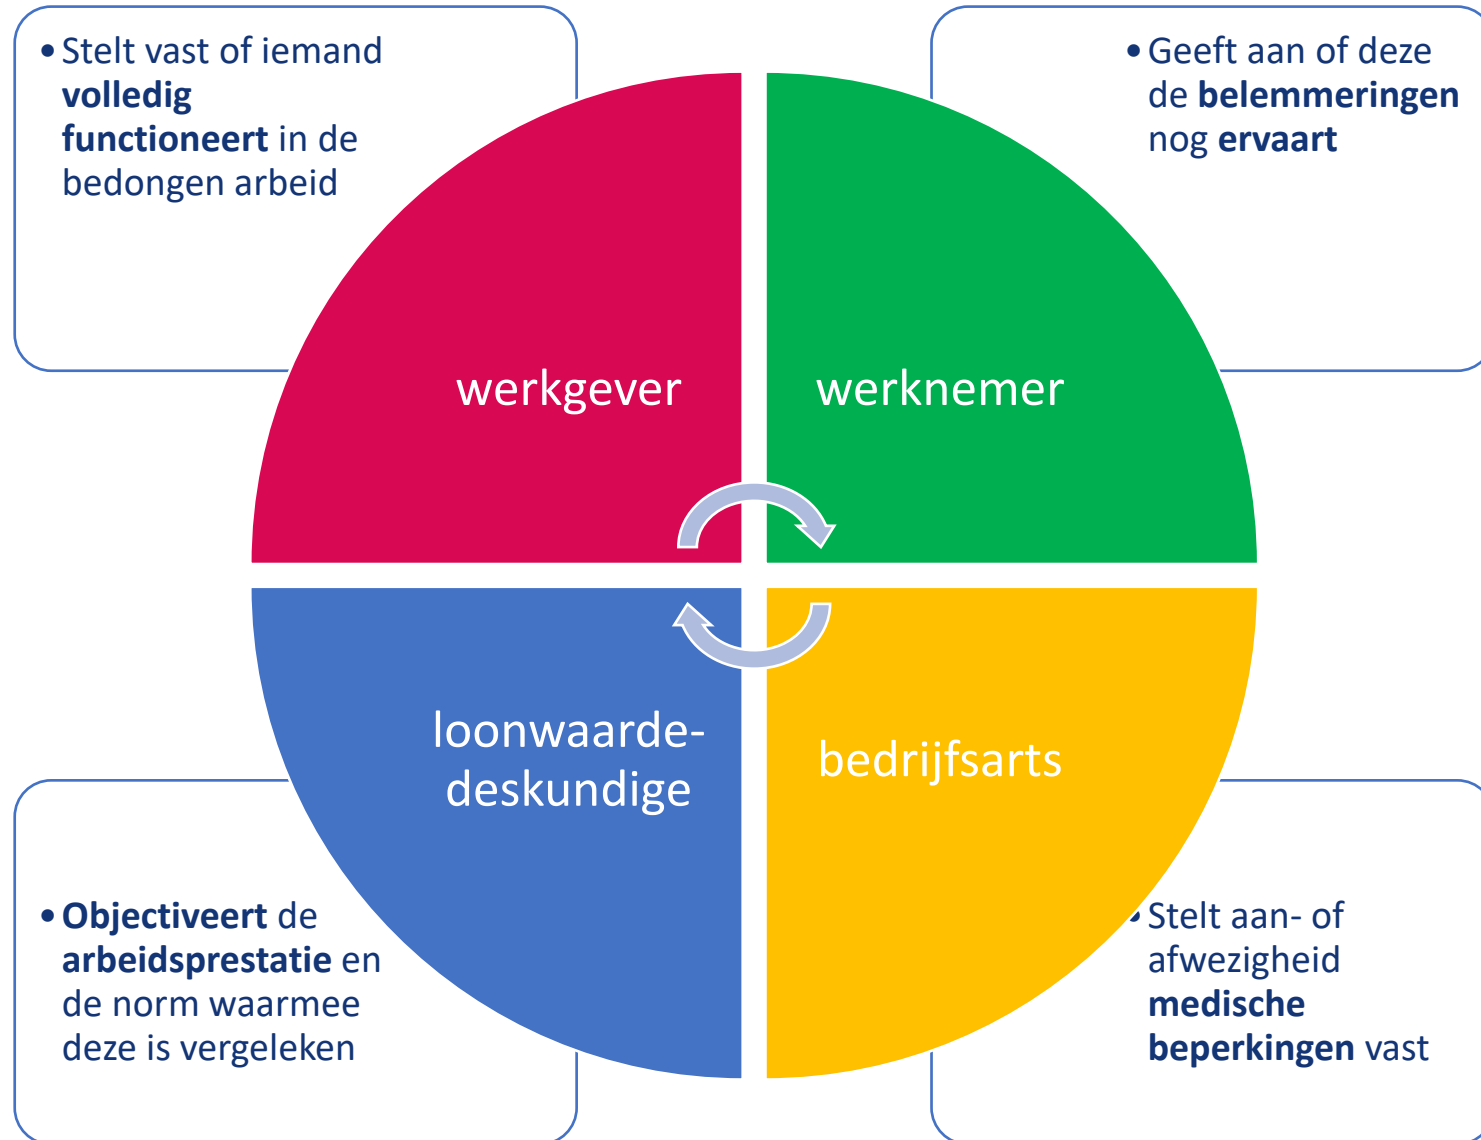 • Stelt vast of iemand
volledig
functioneert in de
bedongen arbeid
• Geeft aan of deze
de belemmeringen
nog ervaart
werkgever
werknemer
loonwaarde-
deskundige
bedrijfsarts
• Objectiveert de
arbeidsprestatie en
de norm waarmee
deze is vergeleken
• Stelt aan- of
afwezigheid
medische
beperkingen vast